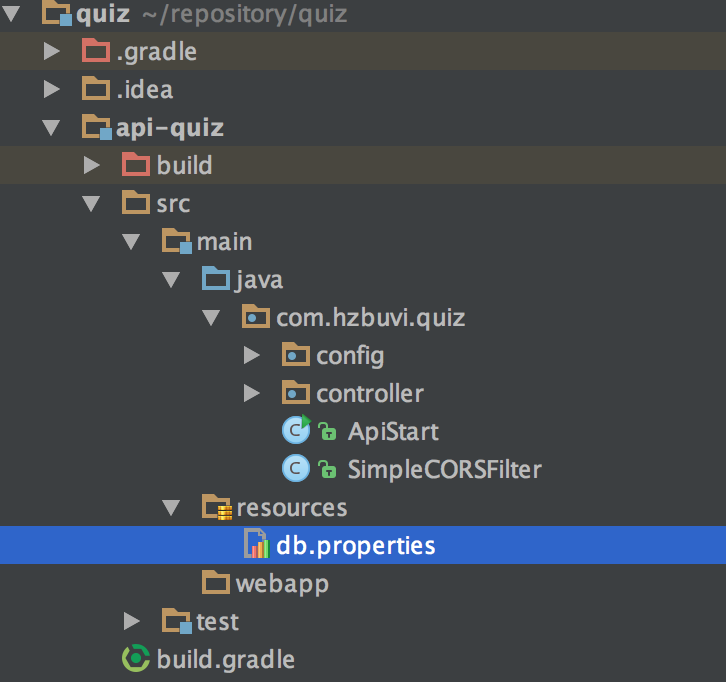 quiz ~/repository/quiz
.gradle
.idea
api-quiz
build
src
main
java
com.hzbuvi.quiz
config
controller
C ApiStart
C SimpleCORSFilter
resources
db.properties
webapp
test
build.gradle